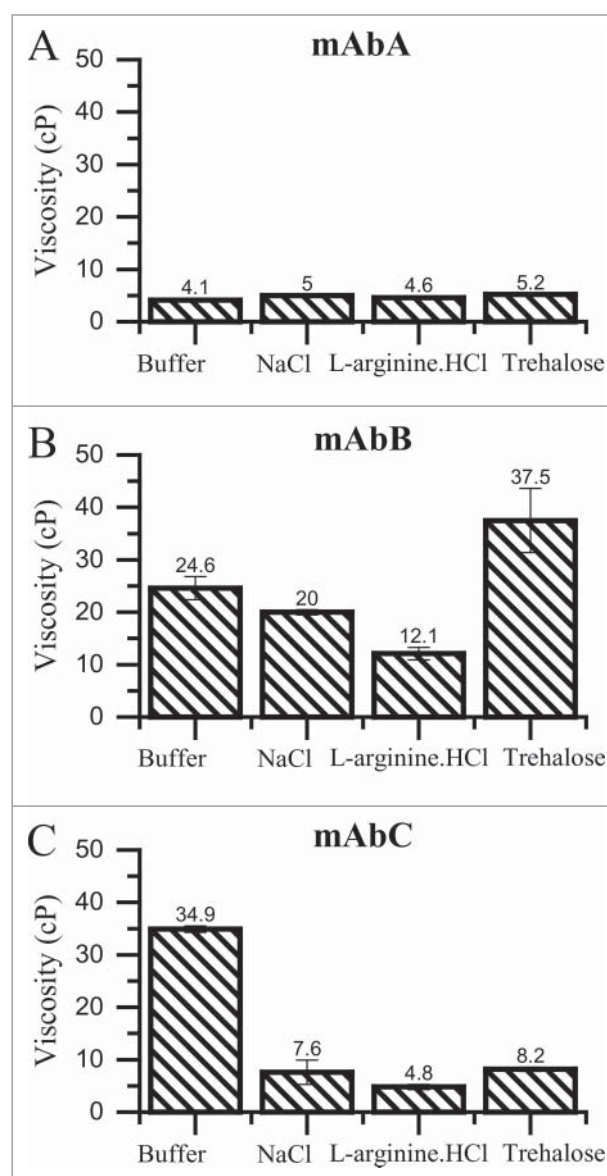 A
mAbA
Viscosity (cP)
50
40
30
20
10
0
4.1
5
4.6
5.2
Buffer
NaCl
L-arginine.HCl
Trehalose
B
mAbB
Viscosity (cP)
50
40
30
20
10
0
24.6
20
12.1
37.5
Buffer
NaCl
L-arginine.HCl
Trehalose
C
mAbC
Viscosity (cP)
50
40
30
20
10
0
34.9
7.6
4.8
8.2
Buffer
NaCl
L-arginine.HCl
Trehalose